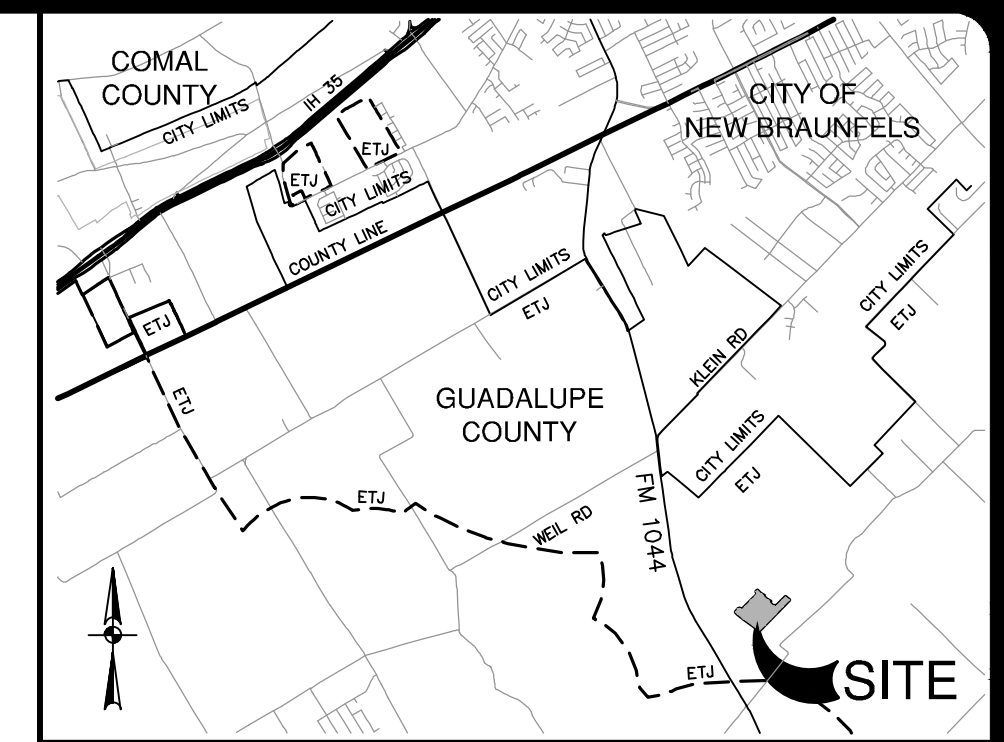 COMAL
COUNTY
CITY LIMITS
IH 35
CITY OF
NEW BRAUNFELS
ETJ
ETJ
CITY LIMITS
COUNTY LINE
CITY LIMITS
ETJ
CITY LIMITS
ETJ
ETJ
ETJ
KLEIN RD
GUADALUPE
COUNTY
CITY LIMITS
ETJ
ETJ
WEIL RD
FM 1044
ETJ
SITE